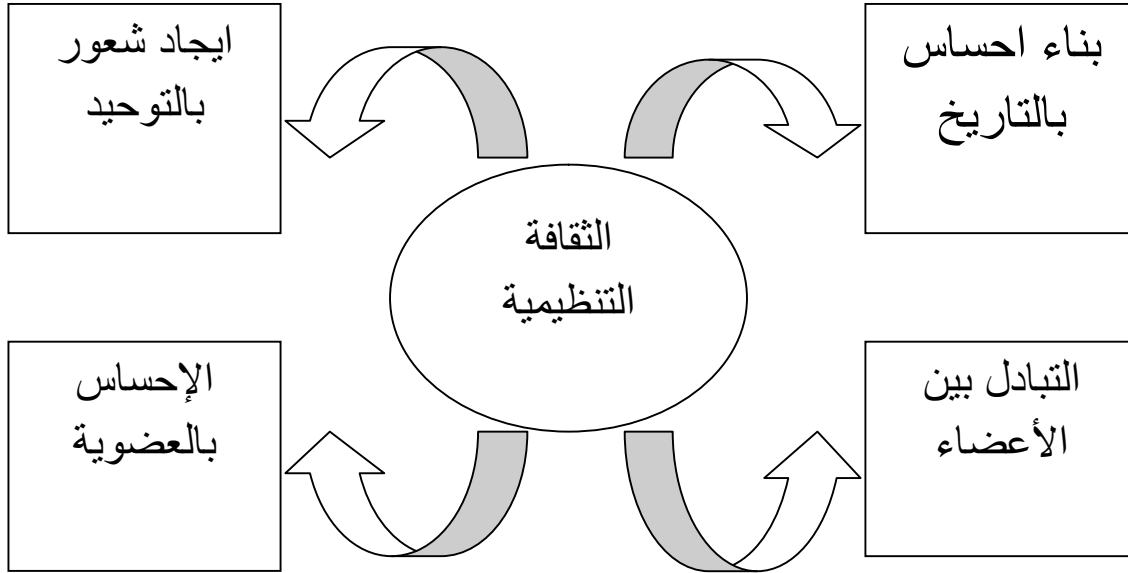 بناء احساس
بالتاريخ
ايجاد شعور
بالتوحيد
الثقافة
التنظيمية
التبادل بين
الأعضاء
الإحساس
بالعضوية